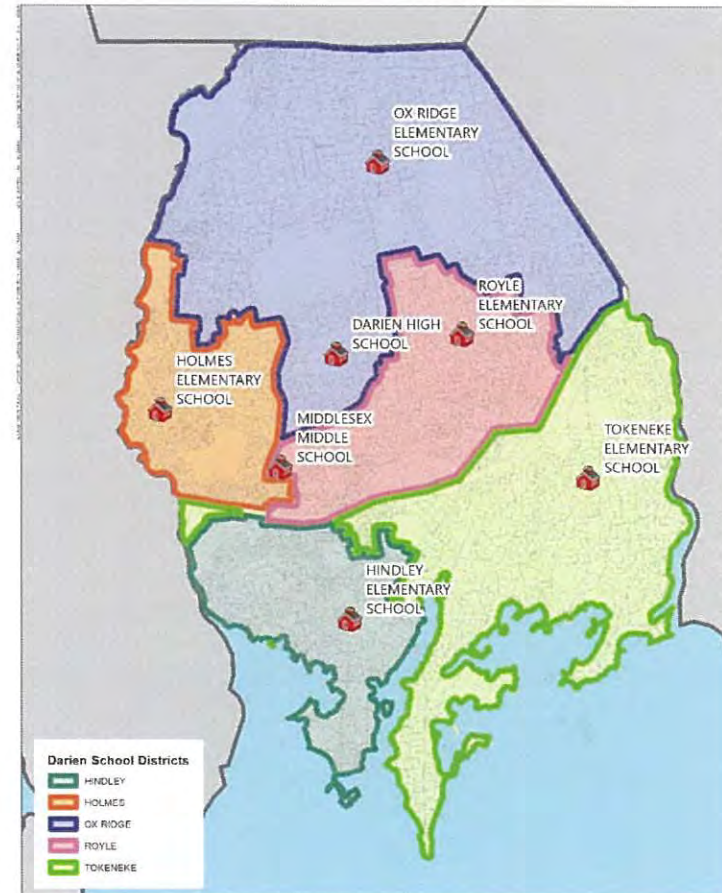 OX RIDGE
ELEMENTARY
SCHOOL
ROYLE
ELEMENTARY
SCHOOL
DARIEN HIGH
SCHOOL
HOLMES
ELEMENTARY
SCHOOL
MIDDLESEX
MIDDLE
SCHOOL
TOKENEKE
ELEMENTARY
SCHOOL
HINDLEY
ELEMENTARY
SCHOOL
Darien School Districts
HINDLEY
HOLMES
OX RIDGE
ROYLE
TOKENEKE